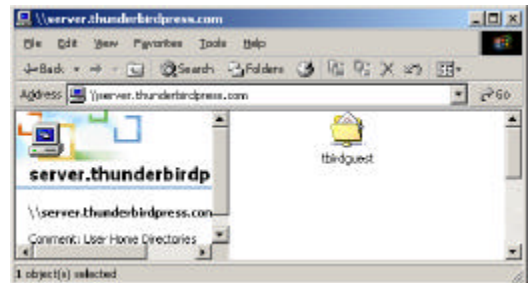 \\server.thunderbirdpress.com
File Edit View Favorites Tools Help
Back Search Folders
Address \\server.thunderbirdpress.com Go
tbirdguest
server.thunderbirdp
\\server.thunderbirdpress.com
Comment: User Home Directories
1 object(s) selected